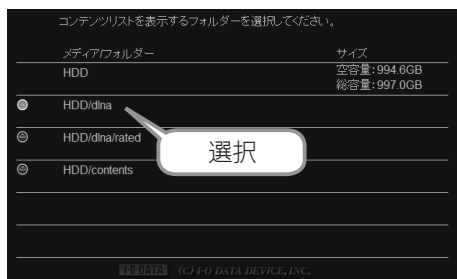 コンテンツリストを表示するフォルダーを選択してください。
メディア/フォルダー サイズ
HDD 空容量:994.6GB
総容量:997.0GB
HDD/dlna
HDD/dlna/rated
選択
HDD/contents
I-O DATA (C) I-O DATA DEVICE, INC.